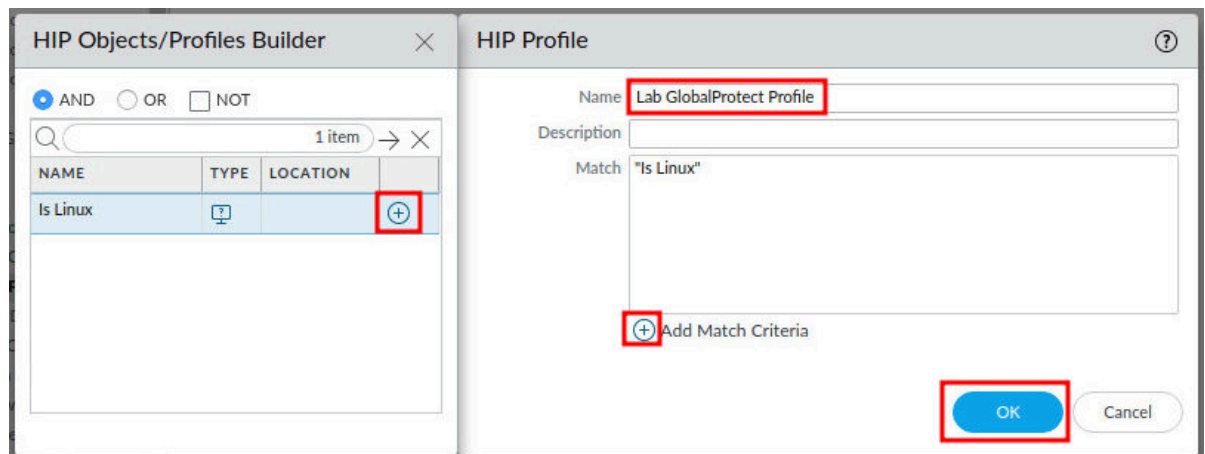 HIP Objects/Profiles Builder
AND OR NOT
1 item
NAME TYPE LOCATION
Is Linux
HIP Profile
Name Lab GlobalProtect Profile
Description
Match "Is Linux"
Add Match Criteria
OK Cancel